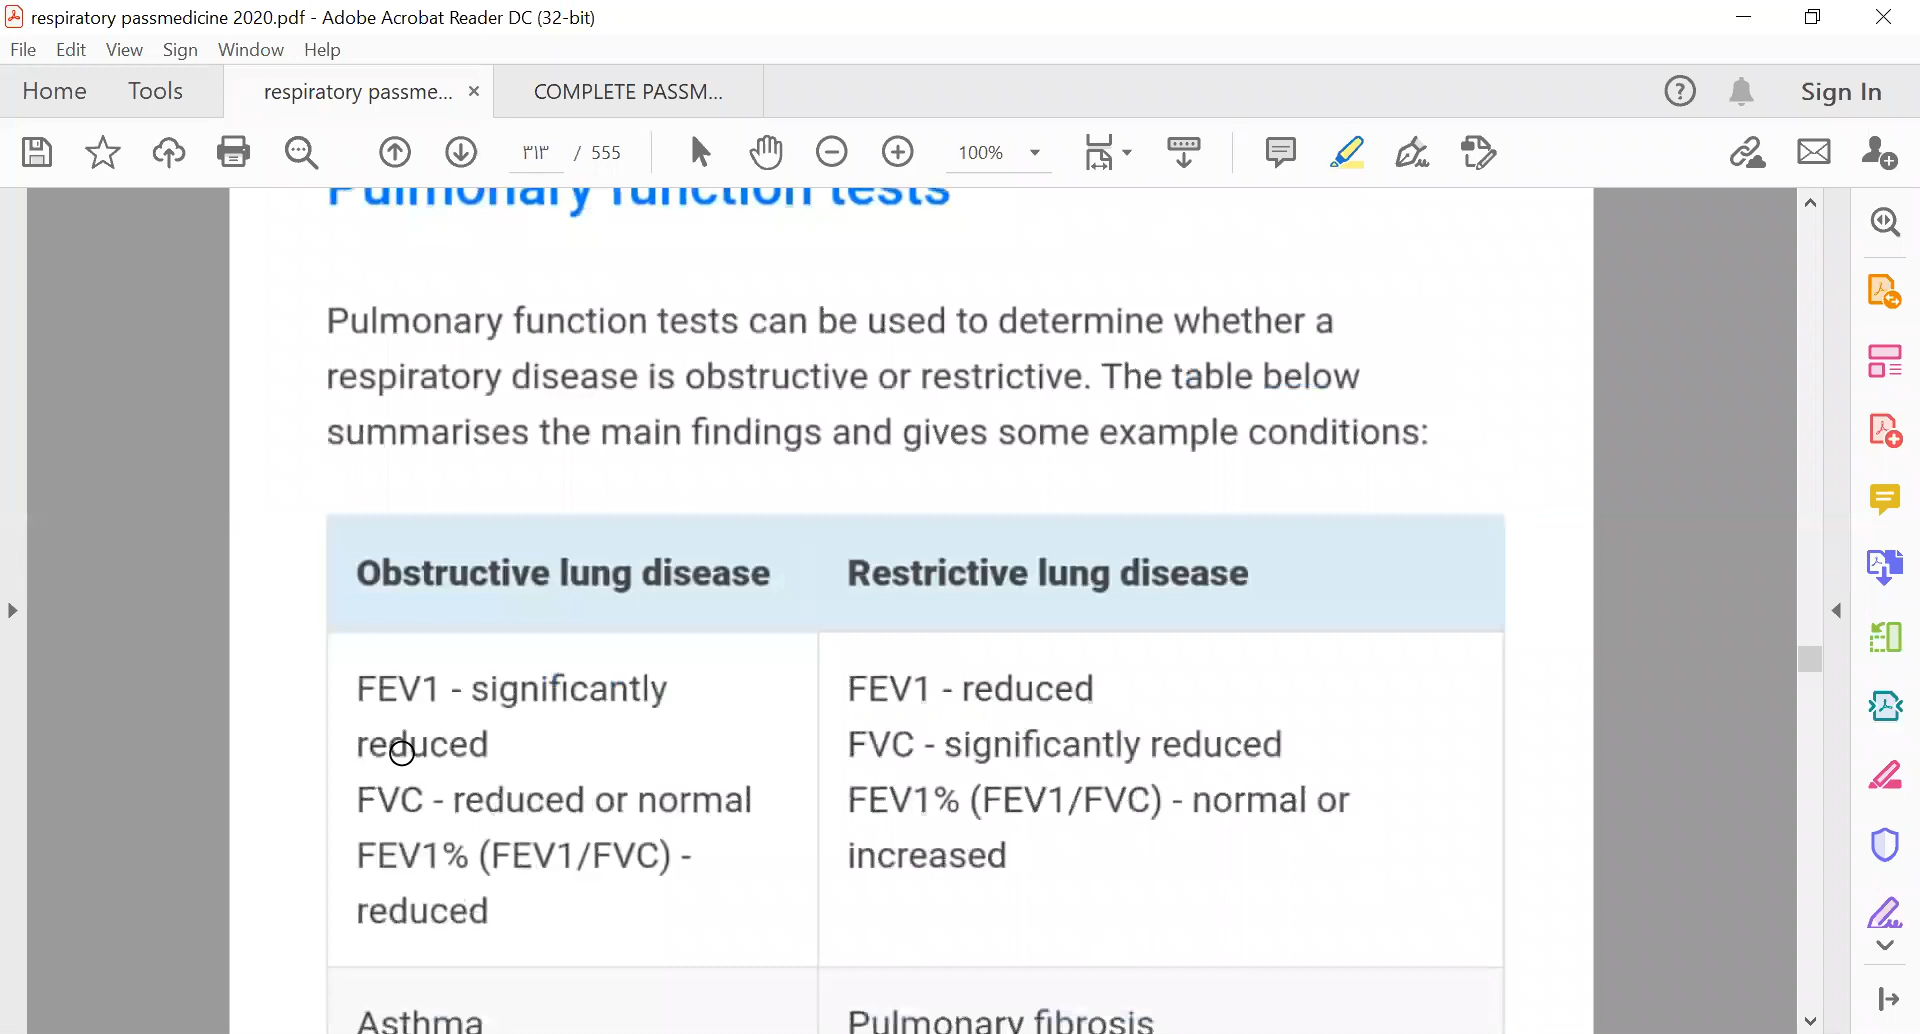 respiratory passmedicine 2020.pdf - Adobe Acrobat Reader DC (32-bit)
File Edit View Sign Window Help
Home Tools respiratory passme... × COMPLETE PASSM... Sign In
٣١٣ / 555 100%
Pulmonary function tests
Pulmonary function tests can be used to determine whether a
respiratory disease is obstructive or restrictive. The table below
summarises the main findings and gives some example conditions:
Obstructive lung disease Restrictive lung disease
FEV1 - significantly
reduced
FVC - reduced or normal
FEV1% (FEV1/FVC) -
reduced
FEV1 - reduced
FVC - significantly reduced
FEV1% (FEV1/FVC) - normal or
increased
Asthma Pulmonary fibrosis